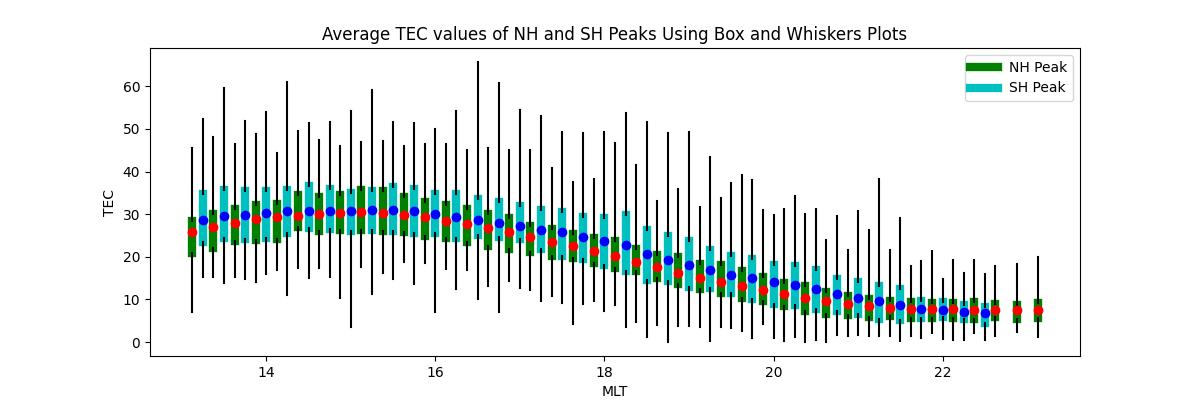 Average TEC values of NH and SH Peaks Using Box and Whiskers Plots
NH Peak
SH Peak
60
50
40
30
20
10
0
TEC
14 16 18 20 22
MLT